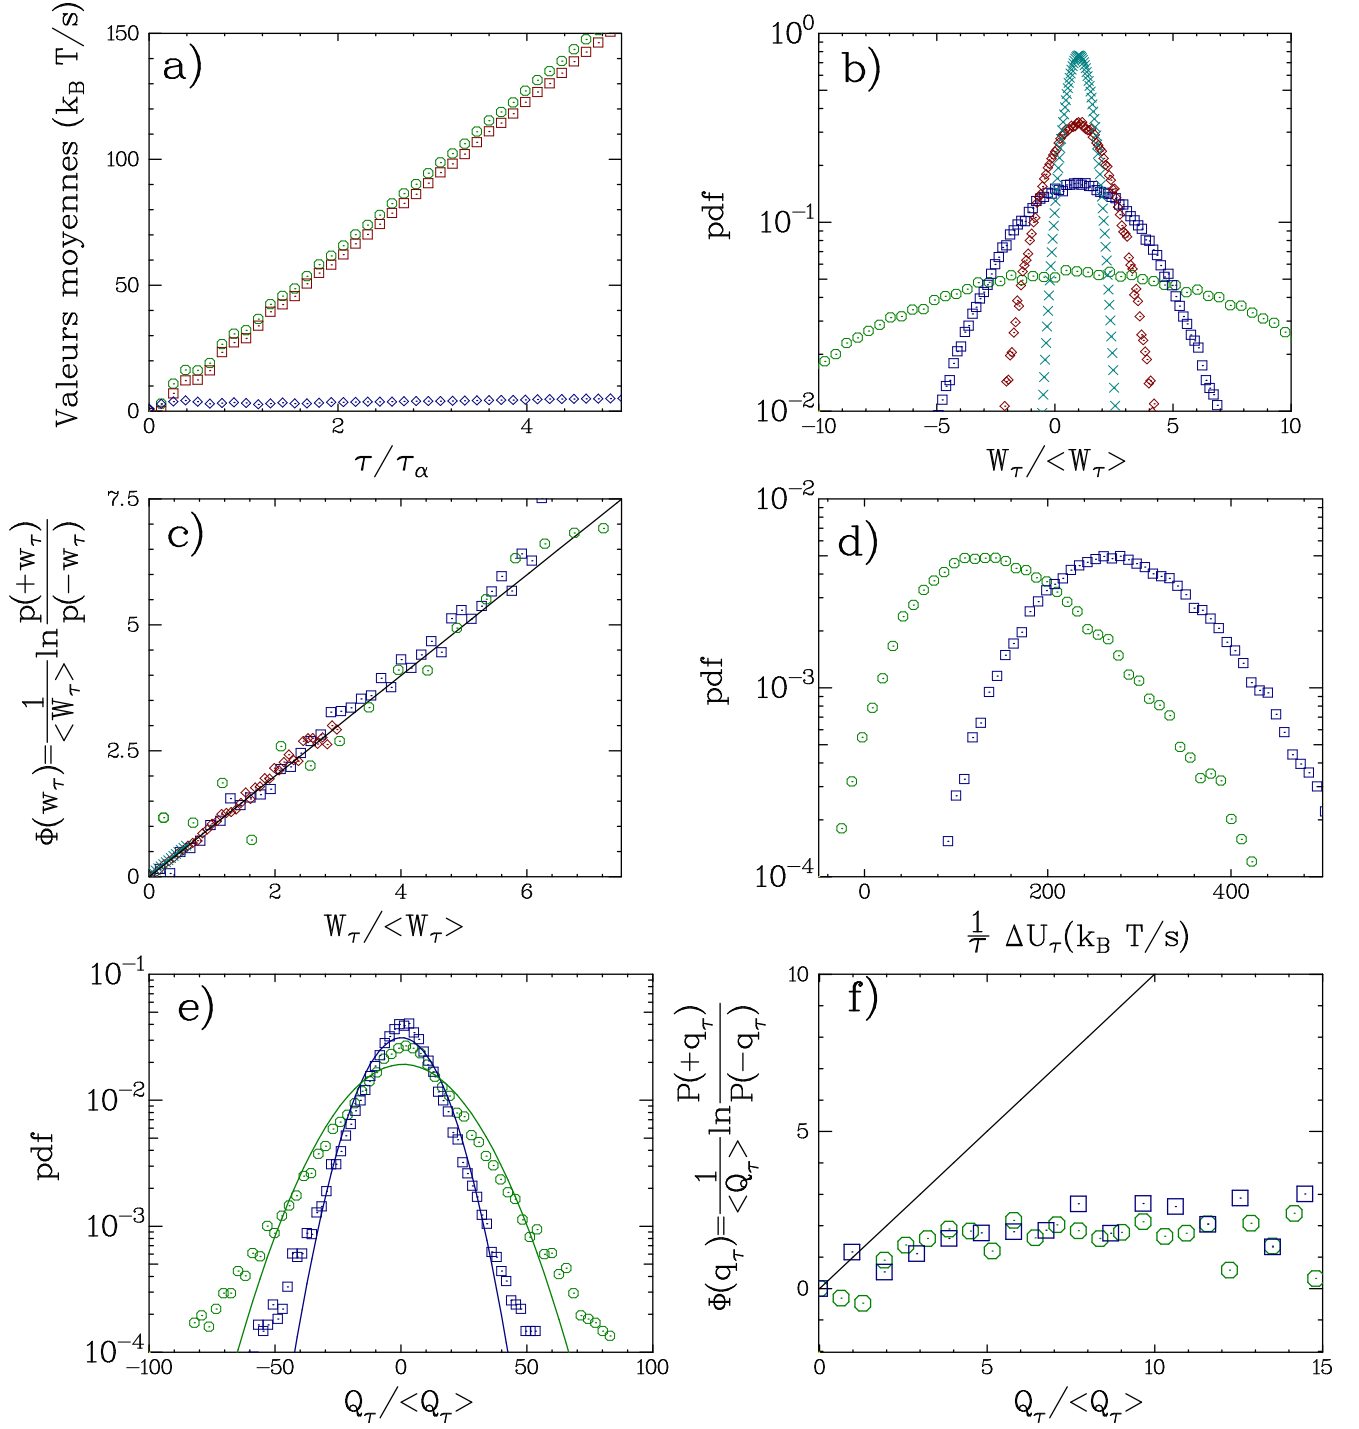 a)
Valeurs moyennes (k_B T/s)
150
100
50
0
0 2 4
τ/τ_α
b)
pdf
10^0
10^-1
10^-2
-10 -5 0 5 10
W_τ/<W_τ>
c)
Φ(w_τ)=1/<W_τ> ln p(+w_τ)/p(-w_τ)
7.5
5
2.5
0
0 2 4 6
W_τ/<W_τ>
d)
pdf
10^-2
10^-3
10^-4
0 200 400
1/τ ΔU_τ(k_B T/s)
e)
pdf
10^-1
10^-2
10^-3
10^-4
-100 -50 0 50 100
Q_τ/<Q_τ>
f)
Φ(q_τ)=1/<Q_τ> ln P(+q_τ)/P(-q_τ)
10
5
0
0 5 10 15
Q_τ/<Q_τ>